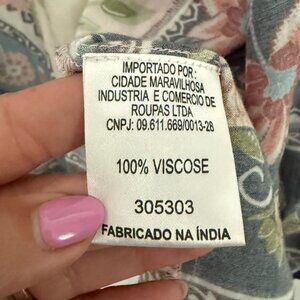 IMPORTADO POR:
CIDADE MARAVILHOSA
INDUSTRIA E COMERCIO DE
ROUPAS LTDA
CNPJ: 09.611.669/0013-28
100% VISCOSE
305303
FABRICADO NA ÍNDIA